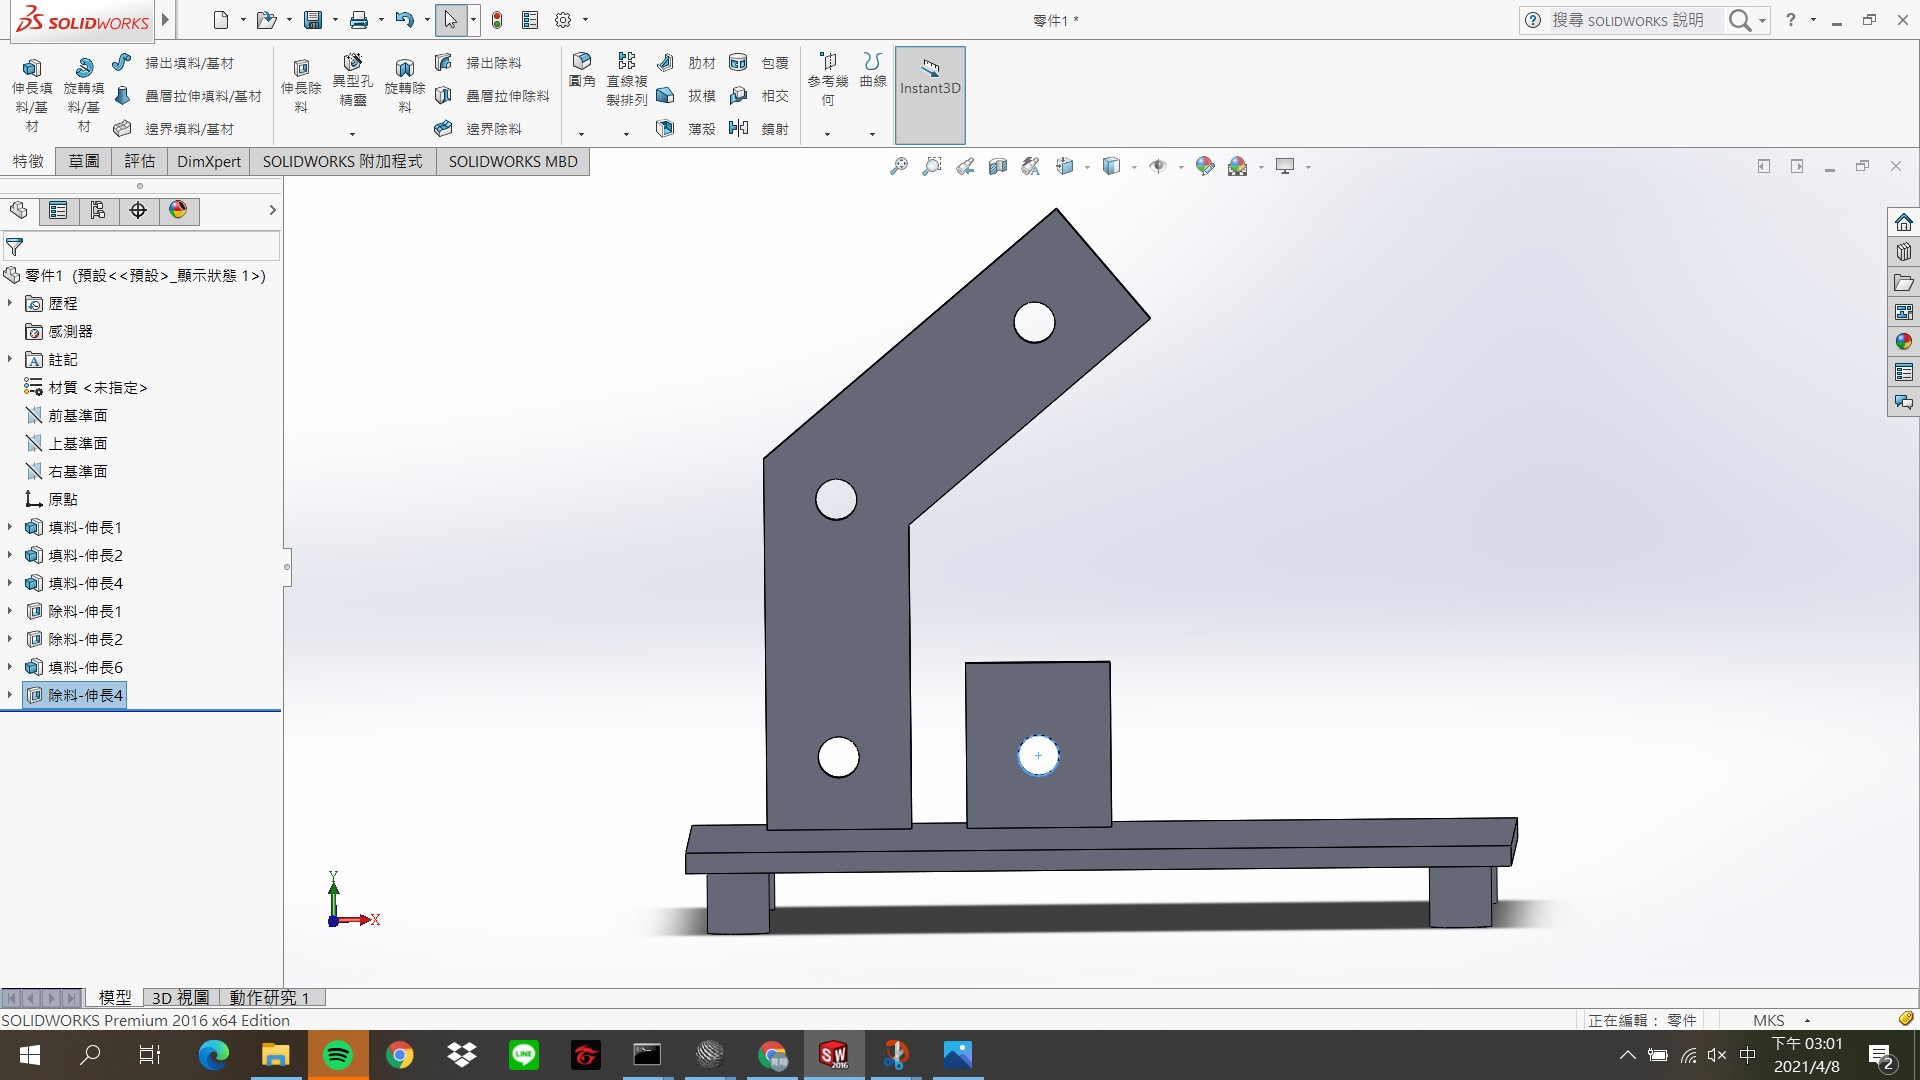 SOLIDWORKS
零件1 *
搜尋 SOLIDWORKS 說明
?
伸長填料/基材
旋轉填料/基材
掃出填料/基材
疊層拉伸填料/基材
邊界填料/基材
伸長除料
異型孔精靈
旋轉除料
掃出除料
疊層拉伸除料
邊界除料
圓角
直線複製排列
肋材
拔模
薄殼
包覆
相交
鏡射
參考幾何
曲線
Instant3D
特徵
草圖
評估
DimXpert
SOLIDWORKS 附加程式
SOLIDWORKS MBD
零件1 (預設<<預設>_顯示狀態 1>)
歷程
感測器
註記
材質 <未指定>
前基準面
上基準面
右基準面
原點
填料-伸長1
填料-伸長2
填料-伸長4
除料-伸長1
除料-伸長2
填料-伸長6
除料-伸長4
Y
X
模型
3D 視圖
動作研究 1
SOLIDWORKS Premium 2016 x64 Edition
正在編輯： 零件
MKS
LINE
SW
2016
中
下午 03:01
2021/4/8
2